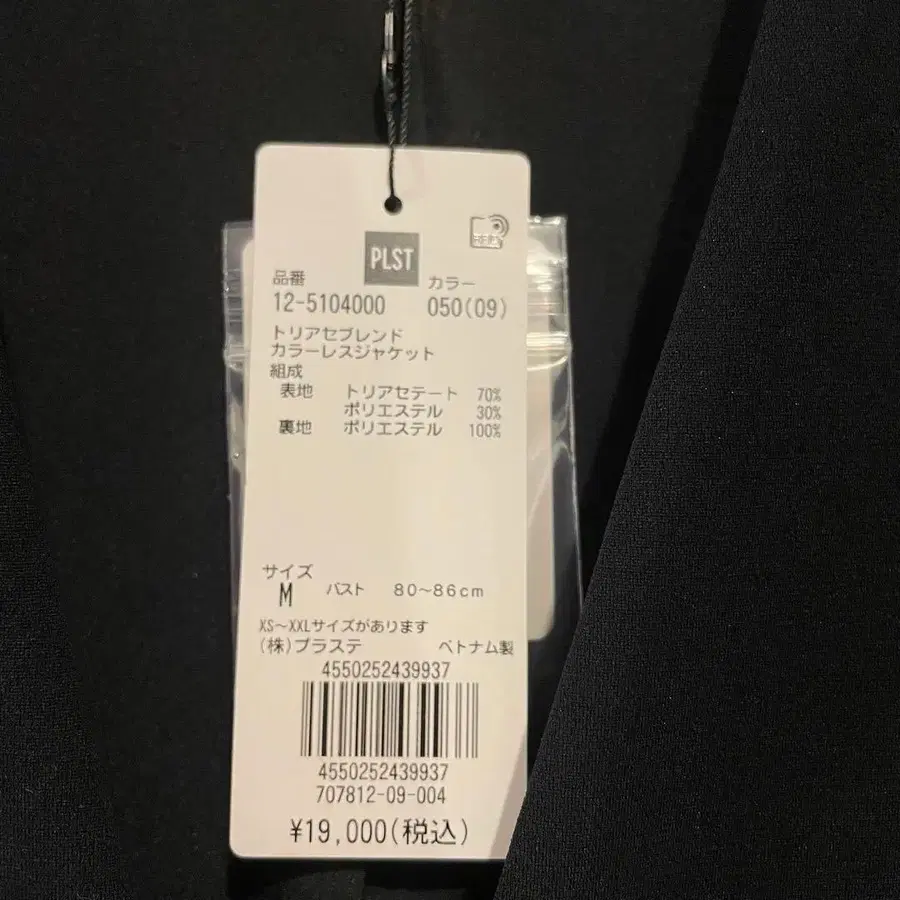 PLST
品番 カラー
12-5104000 050(09)
トリアセブレンド
カラーレスジャケット
組成
表地 トリアセテート 70%
ポリエステル 30%
裏地 ポリエステル 100%
サイズ
M バスト 80~86cm
XS~XXLサイズがあります
(株)プラステ ベトナム製
4550252439937
4550252439937
707812-09-004
¥19,000(税込)